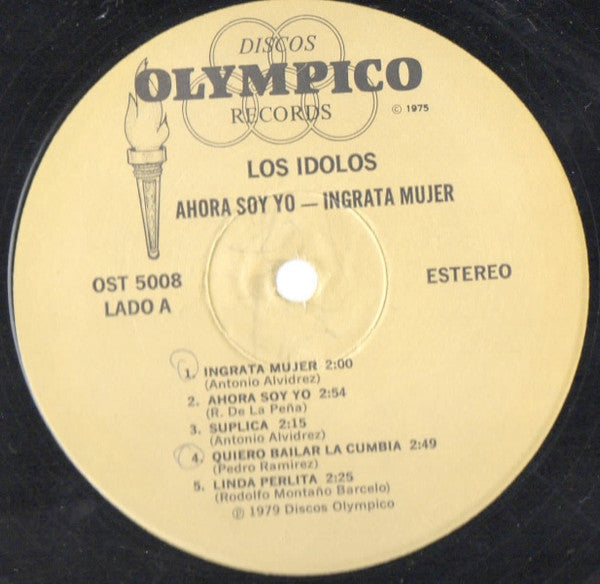 DISCOS
OLYMPICO
RECORDS
© 1975
LOS IDOLOS
AHORA SOY YO — INGRATA MUJER
OST 5008
LADO A
ESTEREO
1. INGRATA MUJER 2:00
(Antonio Alvidrez)
2. AHORA SOY YO 2:54
(R. De La Peña)
3. SUPLICA 2:15
(Antonio Alvidrez)
4. QUIERO BAILAR LA CUMBIA 2:49
(Pedro Ramirez)
5. LINDA PERLITA 2:25
(Rodolfo Montaño Barcelo)
℗ 1979 Discos Olympico